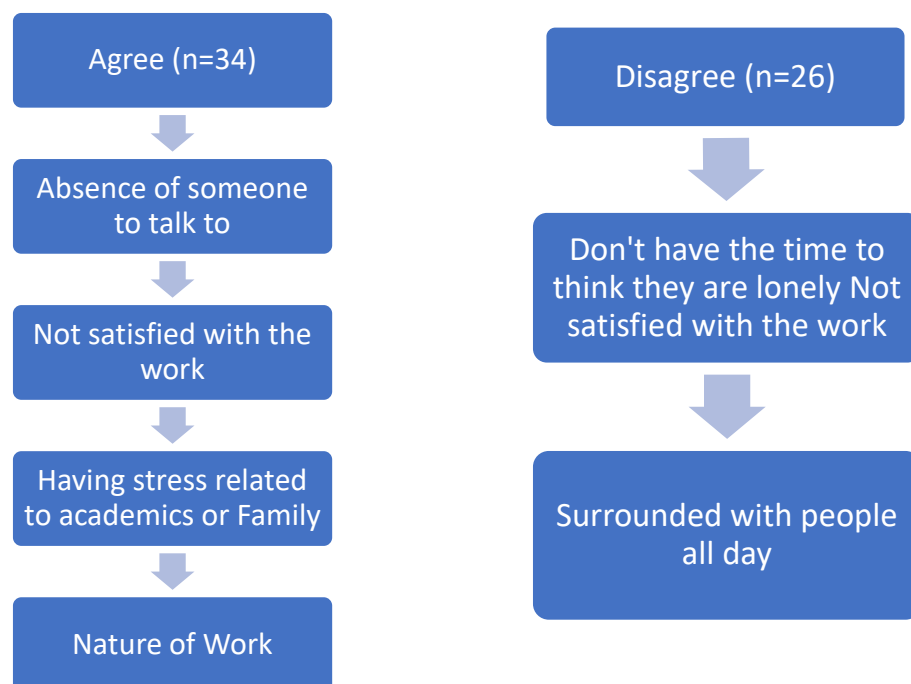 Agree (n=34)
Absence of someone
to talk to
Not satisfied with the
work
Having stress related
to academics or Family
Nature of Work
Disagree (n=26)
Don't have the time to
think they are lonely Not
satisfied with the work
Surrounded with people
all day